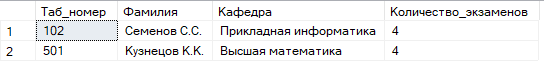 Таб_номер Фамилия Кафедра Количество_экзаменов
1 102 Семенов С.С. Прикладная информатика 4
2 501 Кузнецов К.К. Высшая математика 4